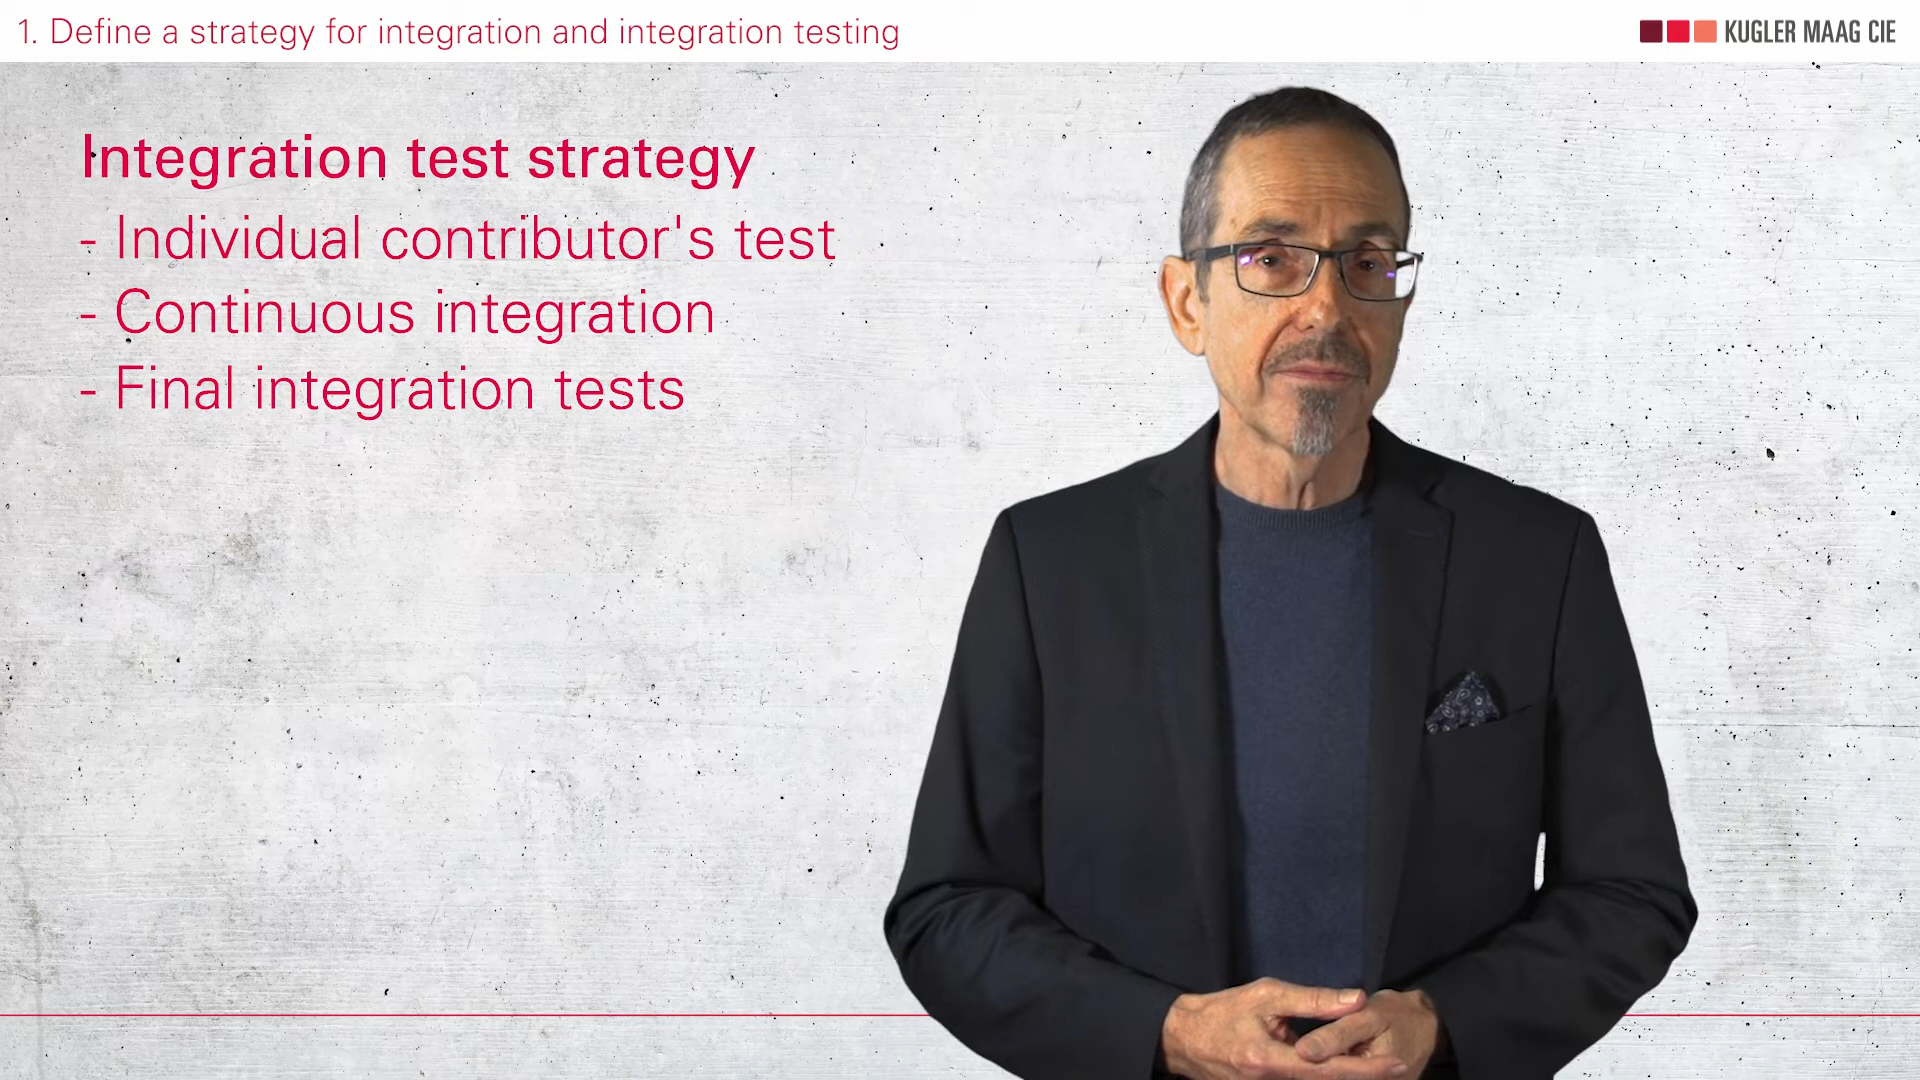 1. Define a strategy for integration and integration testing
KUGLER MAAG CIE
Integration test strategy
- Individual contributor's test
- Continuous integration
- Final integration tests